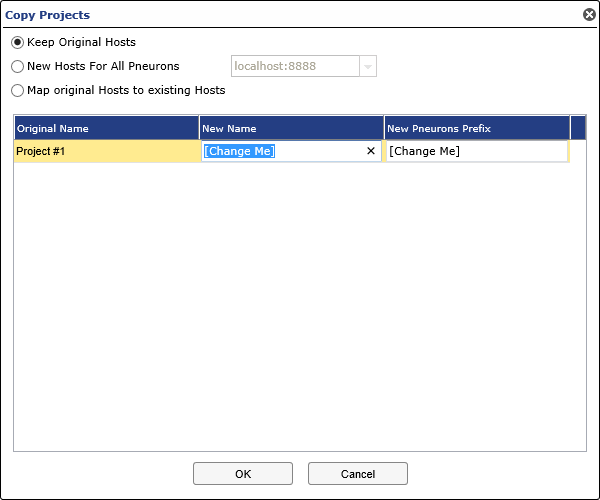 Copy Projects
Keep Original Hosts
New Hosts For All Pneurons localhost:8888
Map original Hosts to existing Hosts
Original Name New Name New Pneurons Prefix
Project #1 [Change Me] [Change Me]
OK Cancel